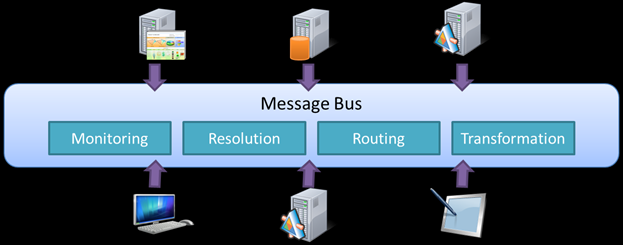 Message Bus
Monitoring
Resolution
Routing
Transformation